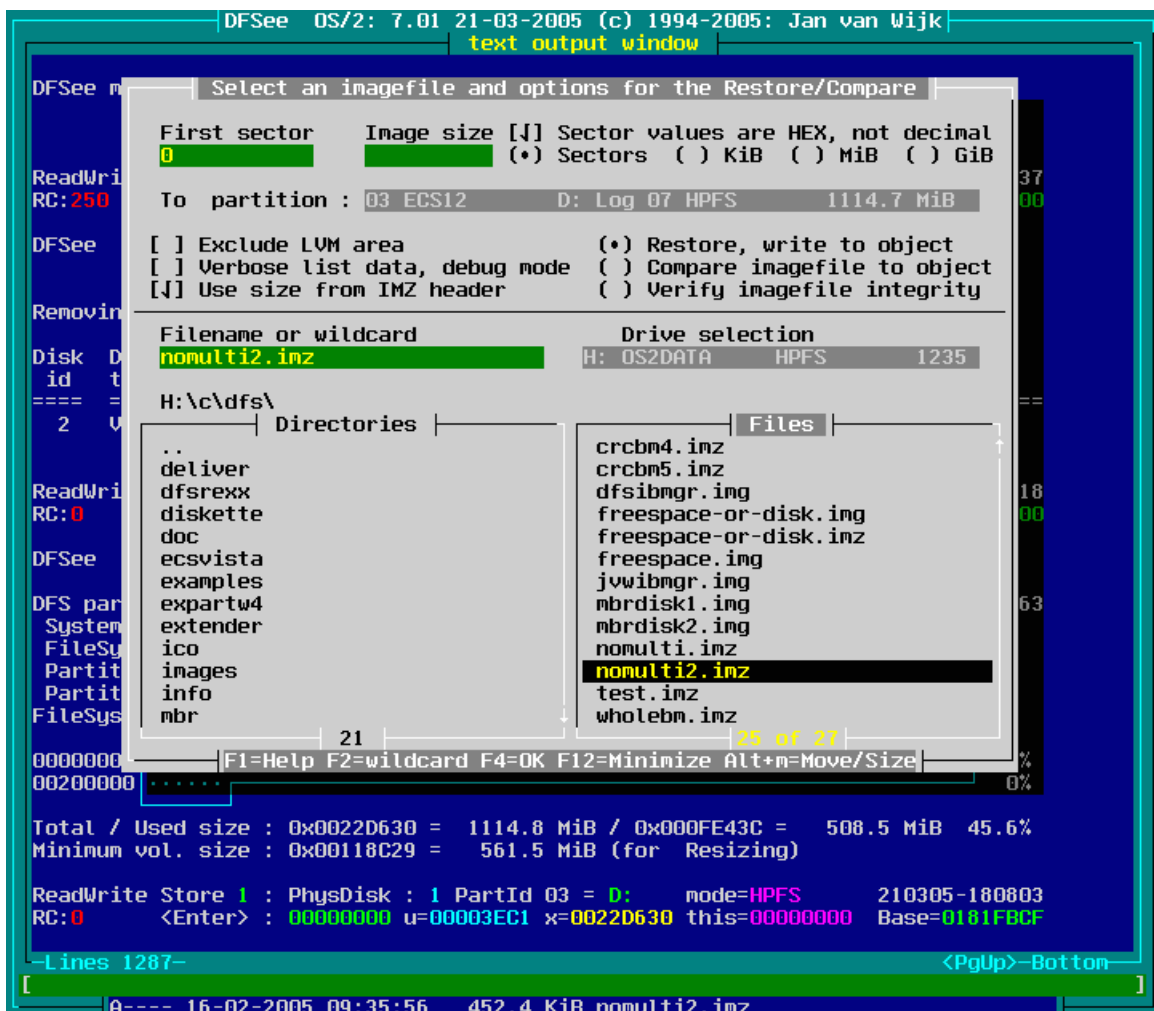 DFSee OS/2: 7.01 21-03-2005 (c) 1994-2005: Jan van Wijk
text output window
DFSee m
Select an imagefile and options for the Restore/Compare
First sector Image size [√] Sector values are HEX, not decimal
0 (•) Sectors ( ) KiB ( ) MiB ( ) GiB
ReadWri 37
RC:250 To partition : 03 ECS12 D: Log 07 HPFS 1114.7 MiB 00
DFSee [ ] Exclude LVM area (•) Restore, write to object
[ ] Verbose list data, debug mode ( ) Compare imagefile to object
[√] Use size from IMZ header ( ) Verify imagefile integrity
Removin
Filename or wildcard Drive selection
Disk D nomulti2.imz H: OS2DATA HPFS 1235
id t
==== = H:\c\dfs\ ==
2 V Directories Files
.. crcbm4.imz
deliver crcbm5.imz
ReadWri dfsrexx dfsibmgr.img 18
RC:0 diskette freespace-or-disk.img 00
doc freespace-or-disk.imz
DFSee ecsvista freespace.img
examples jvwibmgr.img
DFS par expartw4 mbrdisk1.img 63
System extender mbrdisk2.img
FileSy ico nomulti.imz
Partit images nomulti2.imz
Partit info test.imz
FileSys mbr wholebm.imz
21 25 of 27
0000000 F1=Help F2=wildcard F4=OK F12=Minimize Alt+m=Move/Size %
00200000 ...... 0%
Total / Used size : 0x0022D630 = 1114.8 MiB / 0x000FE43C = 508.5 MiB 45.6%
Minimum vol. size : 0x00118C29 = 561.5 MiB (for Resizing)
ReadWrite Store 1 : PhysDisk : 1 PartId 03 = D: mode=HPFS 210305-180803
RC:0 <Enter> : 00000000 u=00003EC1 x=0022D630 this=00000000 Base=0181FBCF
-Lines 1287- <PgUp>-Bottom
[ ]
A---- 16-02-2005 09:35:56 452.4 KiB nomulti2.imz